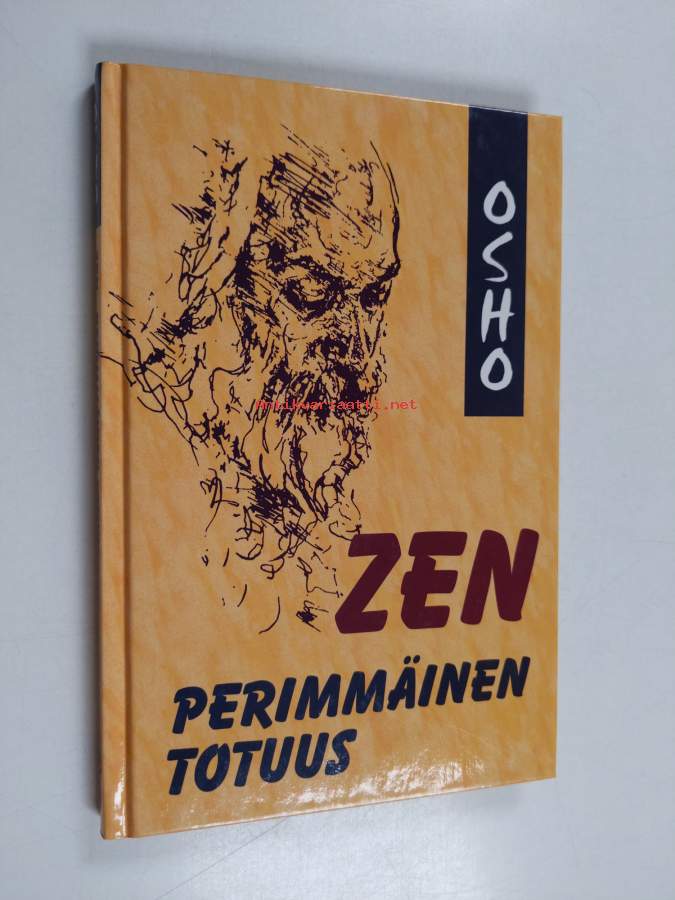 OSHO
Antikvariaatti.net
ZEN
PERIMMÄINEN
TOTUUS